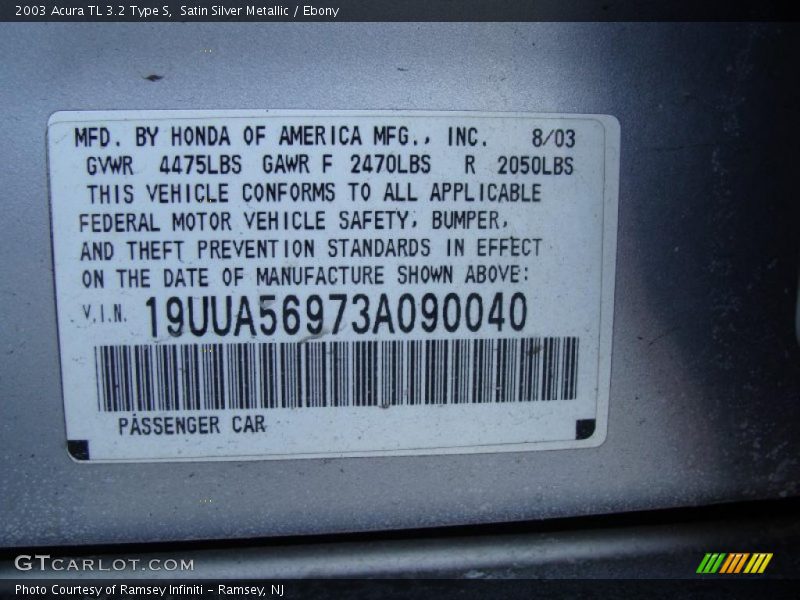 2003 Acura TL 3.2 Type S,  Satin Silver Metallic / Ebony
MFD. BY HONDA OF AMERICA MFG., INC. 8/03
GVWR 4475LBS GAWR F 2470LBS R 2050LBS
THIS VEHICLE CONFORMS TO ALL APPLICABLE
FEDERAL MOTOR VEHICLE SAFETY, BUMPER,
AND THEFT PREVENTION STANDARDS IN EFFECT
ON THE DATE OF MANUFACTURE SHOWN ABOVE:
V.I.N. 19UUA56973A090040
PASSENGER CAR
GTCARLOT.COM
Photo Courtesy of Ramsey Infiniti – Ramsey, NJ